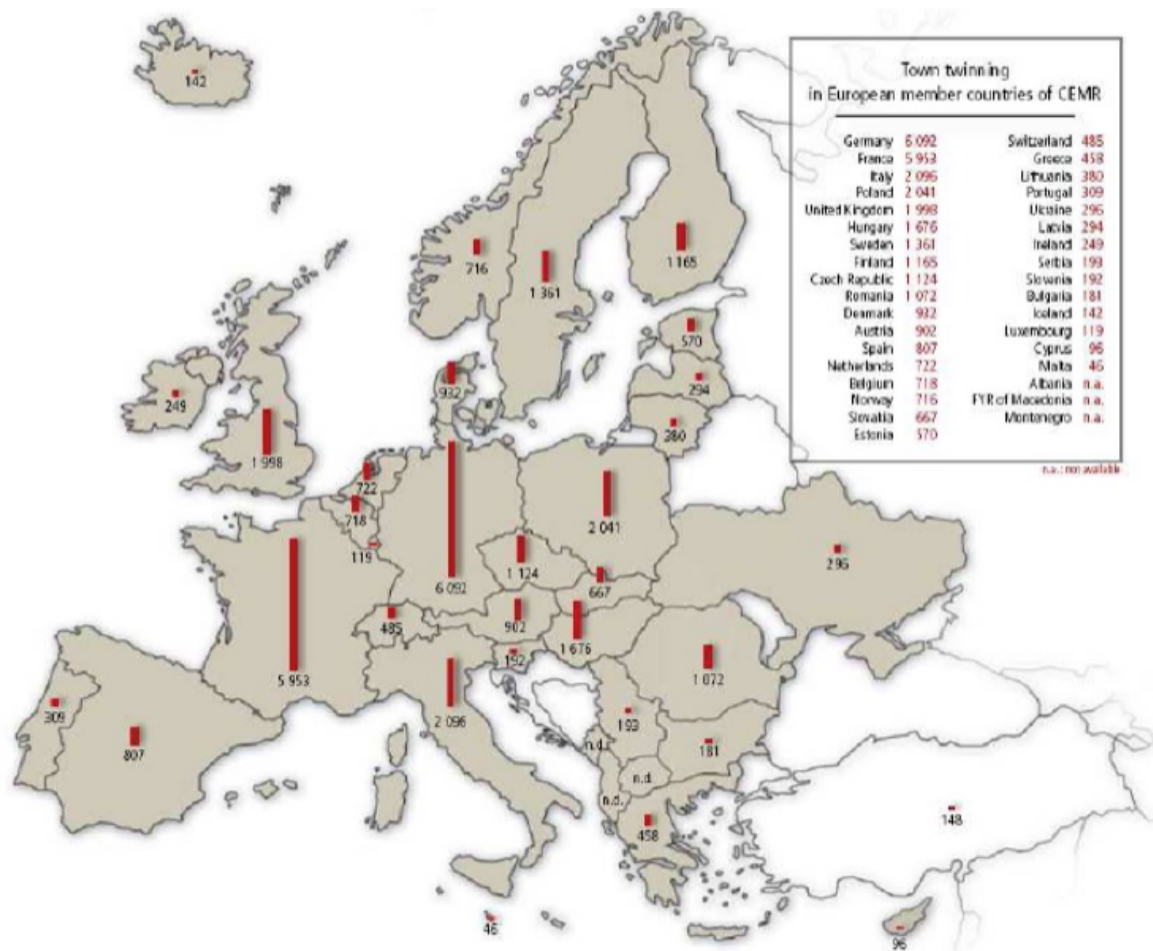 Town twinning
in European member countries of CEMR
Germany 6 092
France 5 953
Italy 2 096
Poland 2 041
United Kingdom 1 998
Hungary 1 676
Sweden 1 361
Finland 1 165
Czech Republic 1 124
Romania 1 072
Denmark 932
Austria 902
Spain 807
Netherlands 722
Belgium 718
Norway 716
Slovakia 667
Estonia 570
Switzerland 485
Greece 458
Lithuania 380
Portugal 309
Ukraine 296
Latvia 294
Ireland 249
Serbia 193
Slovenia 192
Bulgaria 181
Iceland 142
Luxembourg 119
Cyprus 96
Malta 46
Albania n.a.
FYR of Macedonia n.a.
Montenegro n.a.
n.a.: not available
142
716
1 361
1 165
570
294
380
932
249
1 998
722
718
119
6 092
2 041
1 124
667
296
5 953
485
902
1 676
192
1 072
2 096
193
181
309
807
n.d.
n.d.
n.d.
458
148
46
96